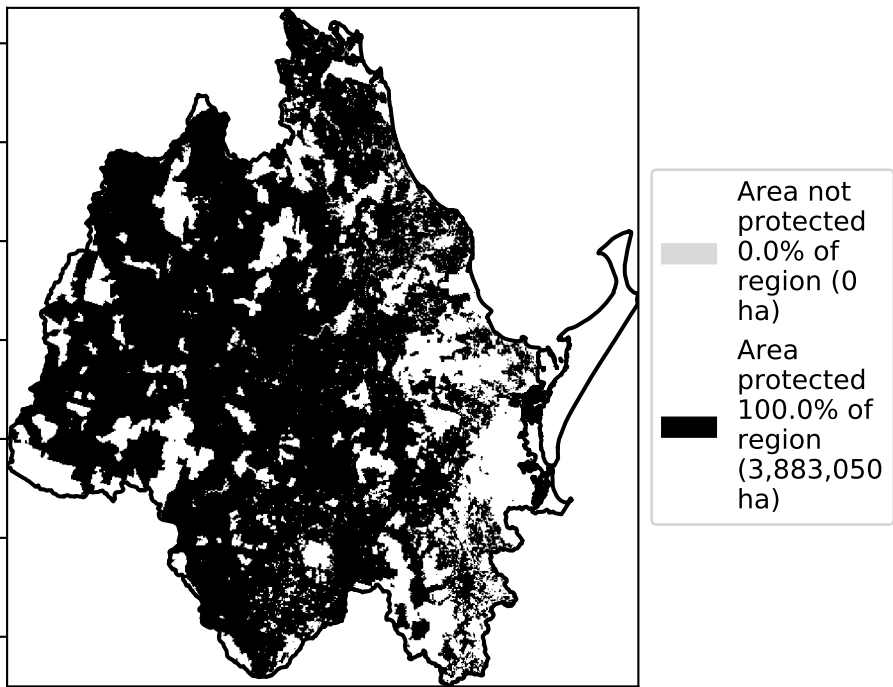 Area not
protected
0.0% of
region (0
ha)
Area
protected
100.0% of
region
(3,883,050
ha)